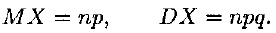 MX = np, DX = npq.